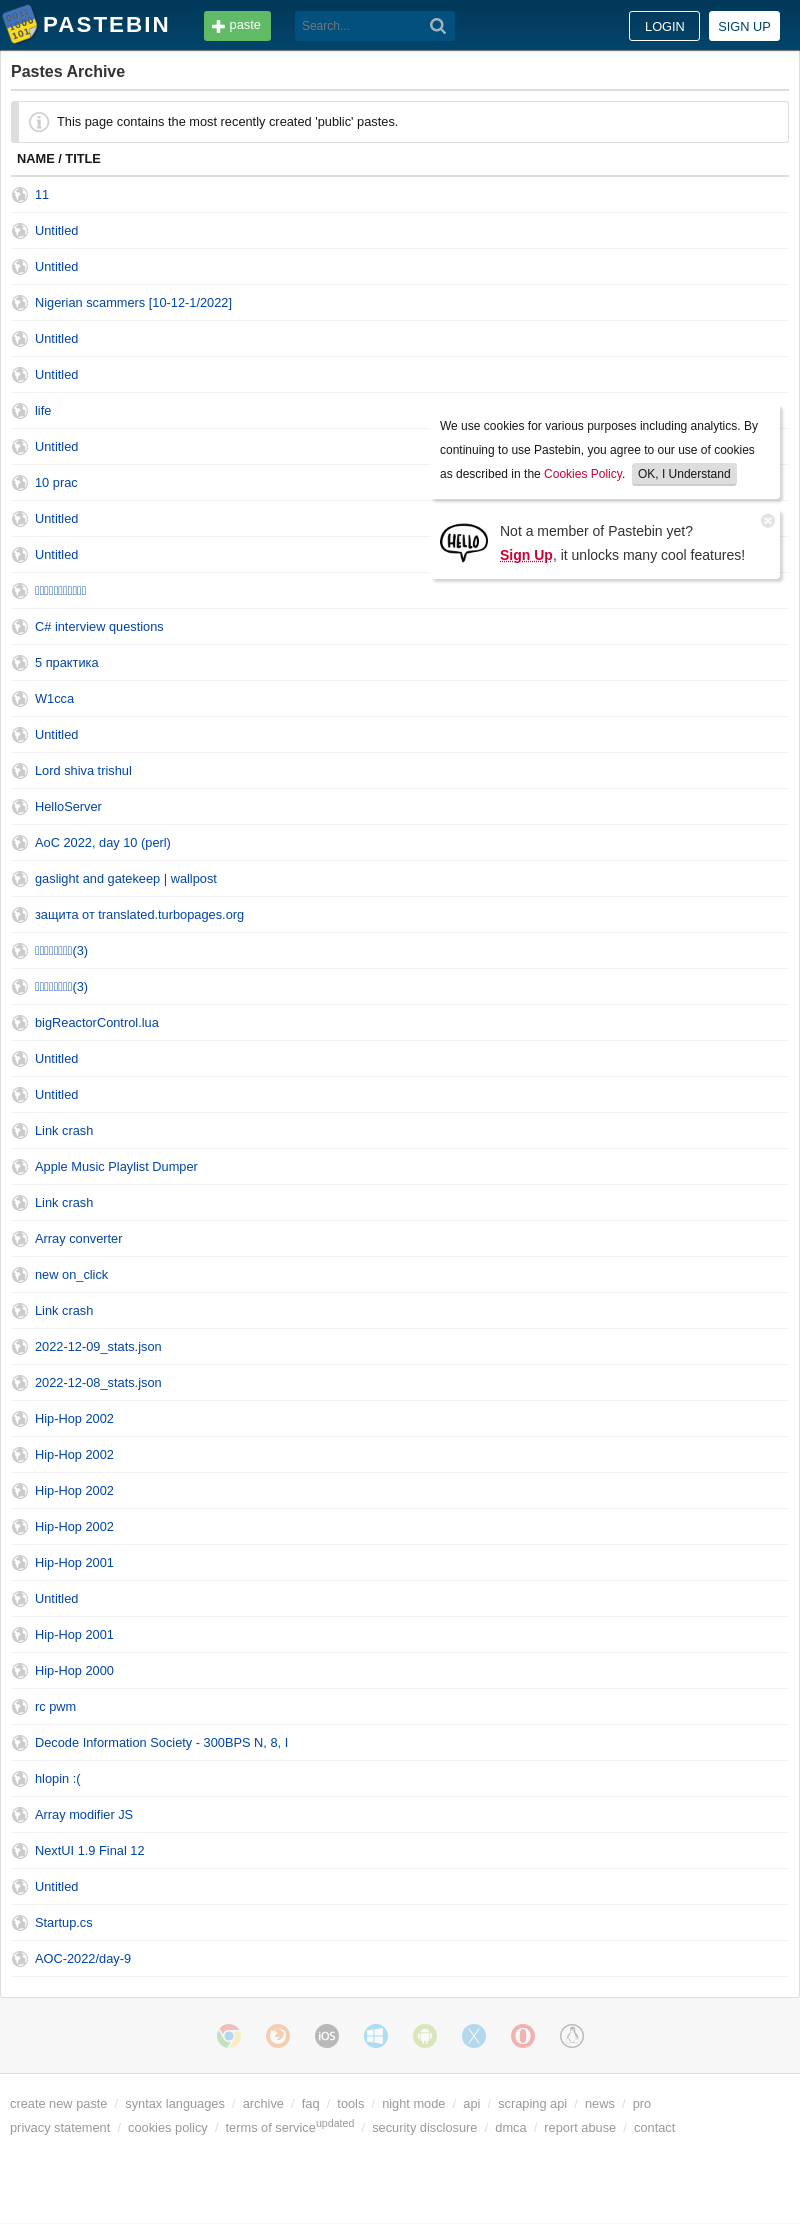 PASTEBIN
paste
Search...
LOGIN
SIGN UP
Pastes Archive
This page contains the most recently created 'public' pastes.
NAME / TITLE
11
Untitled
Untitled
Nigerian scammers [10-12-1/2022]
Untitled
Untitled
life
Untitled
10 prac
Untitled
Untitled
C# interview questions
5 практика
W1cca
Untitled
Lord shiva trishul
HelloServer
AoC 2022, day 10 (perl)
gaslight and gatekeep | wallpost
защита от translated.turbopages.org
(3)
(3)
bigReactorControl.lua
Untitled
Untitled
Link crash
Apple Music Playlist Dumper
Link crash
Array converter
new on_click
Link crash
2022-12-09_stats.json
2022-12-08_stats.json
Hip-Hop 2002
Hip-Hop 2002
Hip-Hop 2002
Hip-Hop 2002
Hip-Hop 2001
Untitled
Hip-Hop 2001
Hip-Hop 2000
rc pwm
Decode Information Society - 300BPS N, 8, I
hlopin :(
Array modifier JS
NextUI 1.9 Final 12
Untitled
Startup.cs
AOC-2022/day-9
We use cookies for various purposes including analytics. By
continuing to use Pastebin, you agree to our use of cookies
as described in the Cookies Policy. OK, I Understand
HELLO
Not a member of Pastebin yet?
Sign Up, it unlocks many cool features!
iOS
create new paste / syntax languages / archive / faq / tools / night mode / api / scraping api / news / pro
privacy statement / cookies policy / terms of service updated / security disclosure / dmca / report abuse / contact